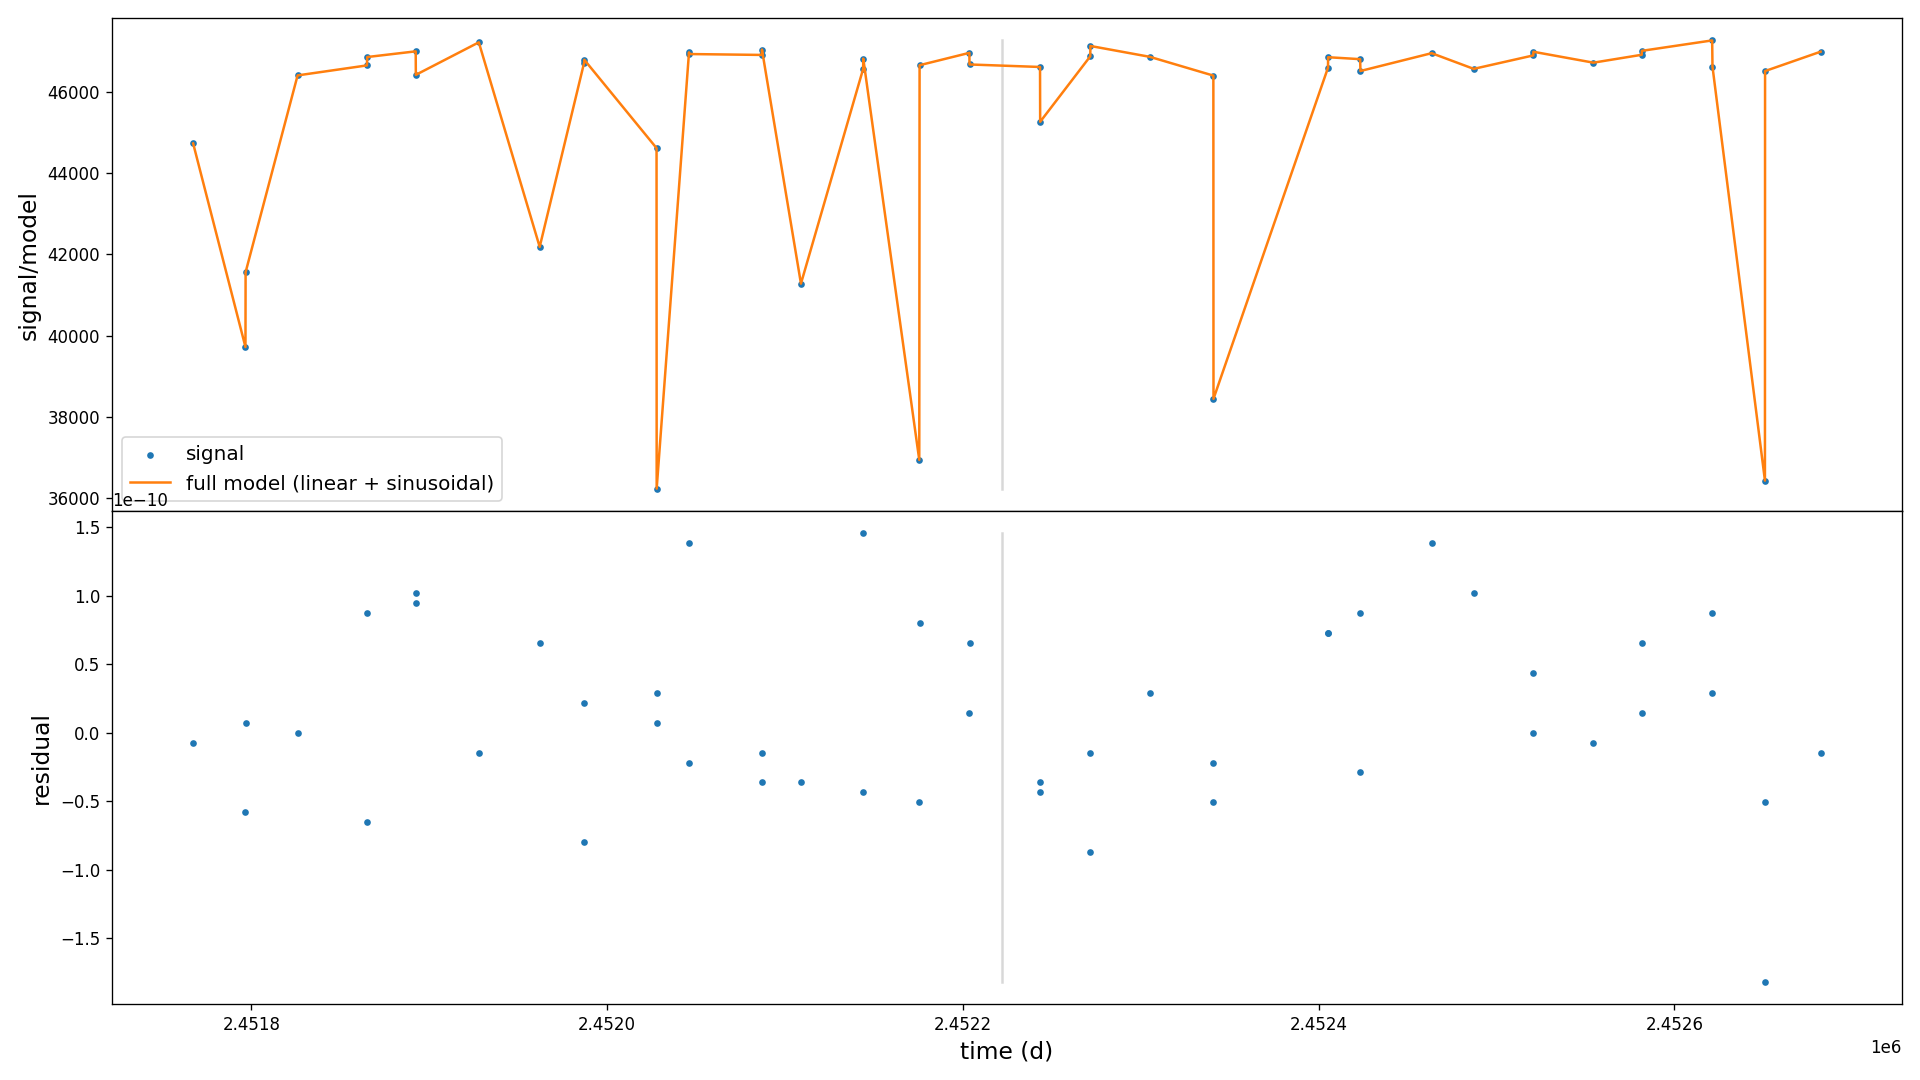 46000
44000
42000
40000
38000
36000
signal/model
signal
full model (linear + sinusoidal)
1e−10
1.5
1.0
0.5
0.0
−0.5
−1.0
−1.5
residual
2.4518
2.4520
2.4522
2.4524
2.4526
time (d)
1e6